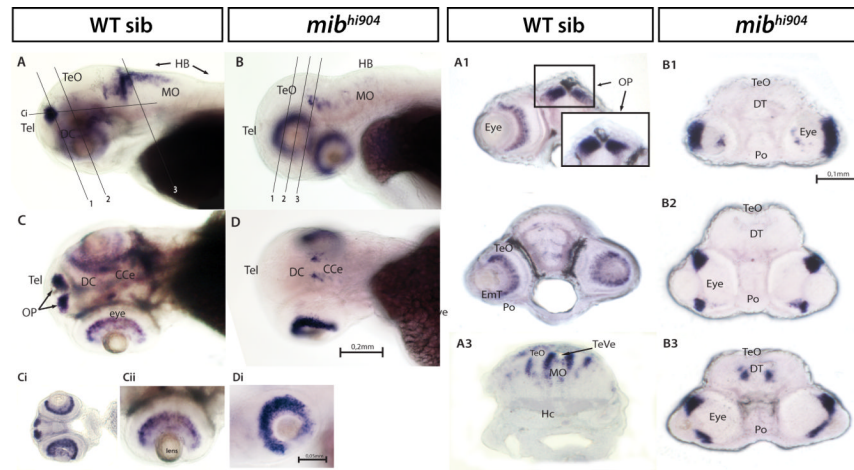 WT sib
mib^hi904
WT sib
mib^hi904
A
TeO
HB
MO
Ci
Tel
DC
1
2
3
B
HB
TeO
MO
Tel
1
2
3
C
Tel
DC
CCe
OP
eye
D
Tel
DC
CCe
0,2mm
Ci
Cii
lens
Di
0,05mm
A1
OP
Eye
TeO
EmT
Po
A3
TeO
TeVe
MO
Hc
B1
TeO
DT
Eye
Po
0,1mm
B2
TeO
DT
Eye
Po
B3
TeO
DT
Eye
Po
ye